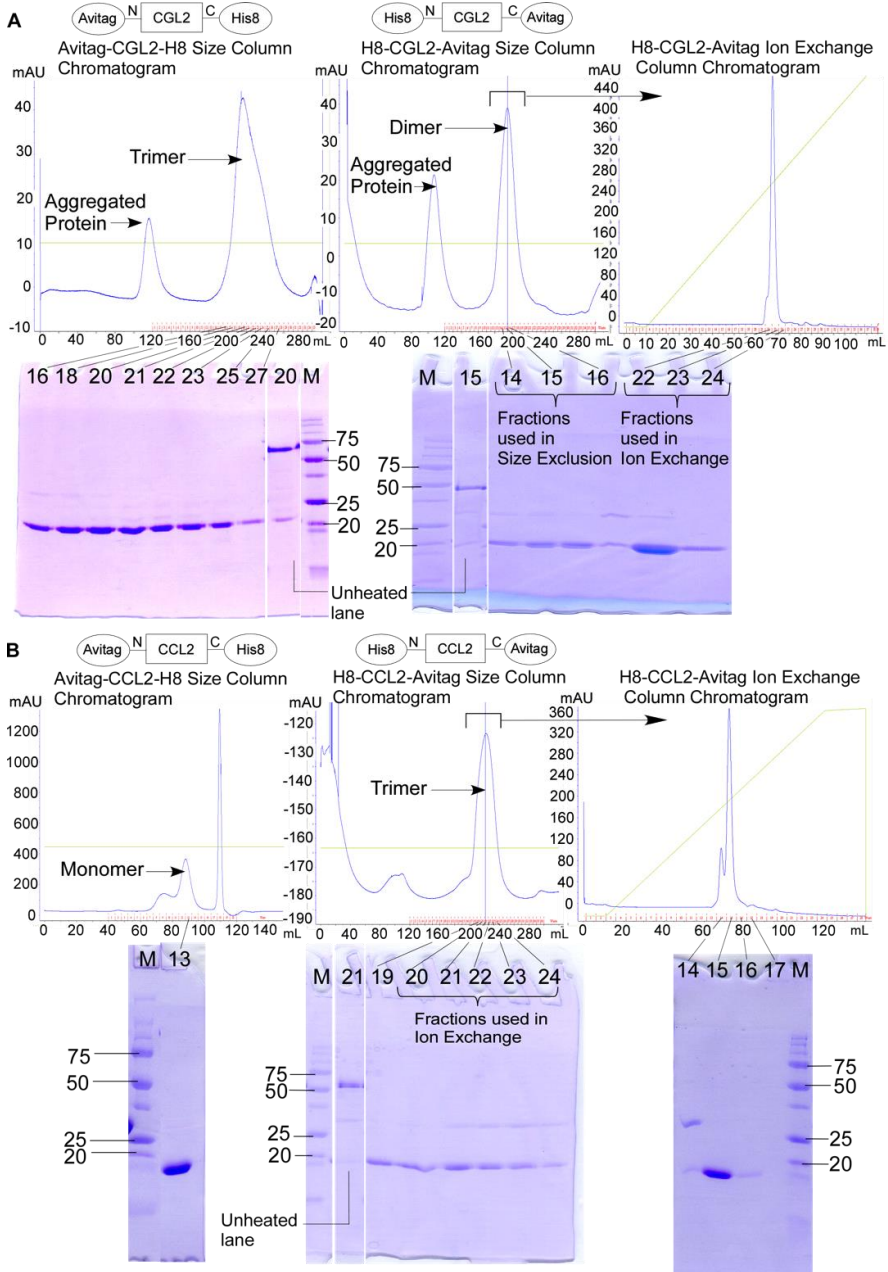 A
Avitag N CGL2 C His8
His8 N CGL2 C Avitag
Avitag-CGL2-H8 Size Column
Chromatogram
H8-CGL2-Avitag Size Column
Chromatogram
H8-CGL2-Avitag Ion Exchange
Column Chromatogram
mAU
40
30
20
10
0
-10
Trimer
Aggregated
Protein
0 40 80 120 160 200 240 280 mL
mAU
40
30
20
10
0
-10
-20
Dimer
Aggregated
Protein
0 40 80 120 160 200 240 280 mL
mAU
440
400
360
320
280
240
200
160
120
80
40
0
0 10 20 30 40 50 60 70 80 90 100 mL
16 18 20 21 22 23 25 27 20 M
75
50
25
20
Unheated
lane
M 15 14 15 16 22 23 24
Fractions
used in
Size Exclusion
Fractions
used in
Ion Exchange
75
50
25
20
B
Avitag N CCL2 C His8
His8 N CCL2 C Avitag
Avitag-CCL2-H8 Size Column
Chromatogram
H8-CCL2-Avitag Size Column
Chromatogram
H8-CCL2-Avitag Ion Exchange
Column Chromatogram
mAU
1200
1000
800
600
400
200
0
Monomer
0 20 40 60 80 100 120 140 mL
mAU
-120
-130
-140
-150
-160
-170
-180
-190
Trimer
0 40 80 120 160 200 240 280 mL
mAU
360
320
280
240
200
160
120
80
40
0
20 40 60 80 100 120 mL
M 13
75
50
25
20
M 21 19 20 21 22 23 24
Fractions used in
Ion Exchange
75
50
25
20
Unheated
lane
14 15 16 17 M
75
50
25
20